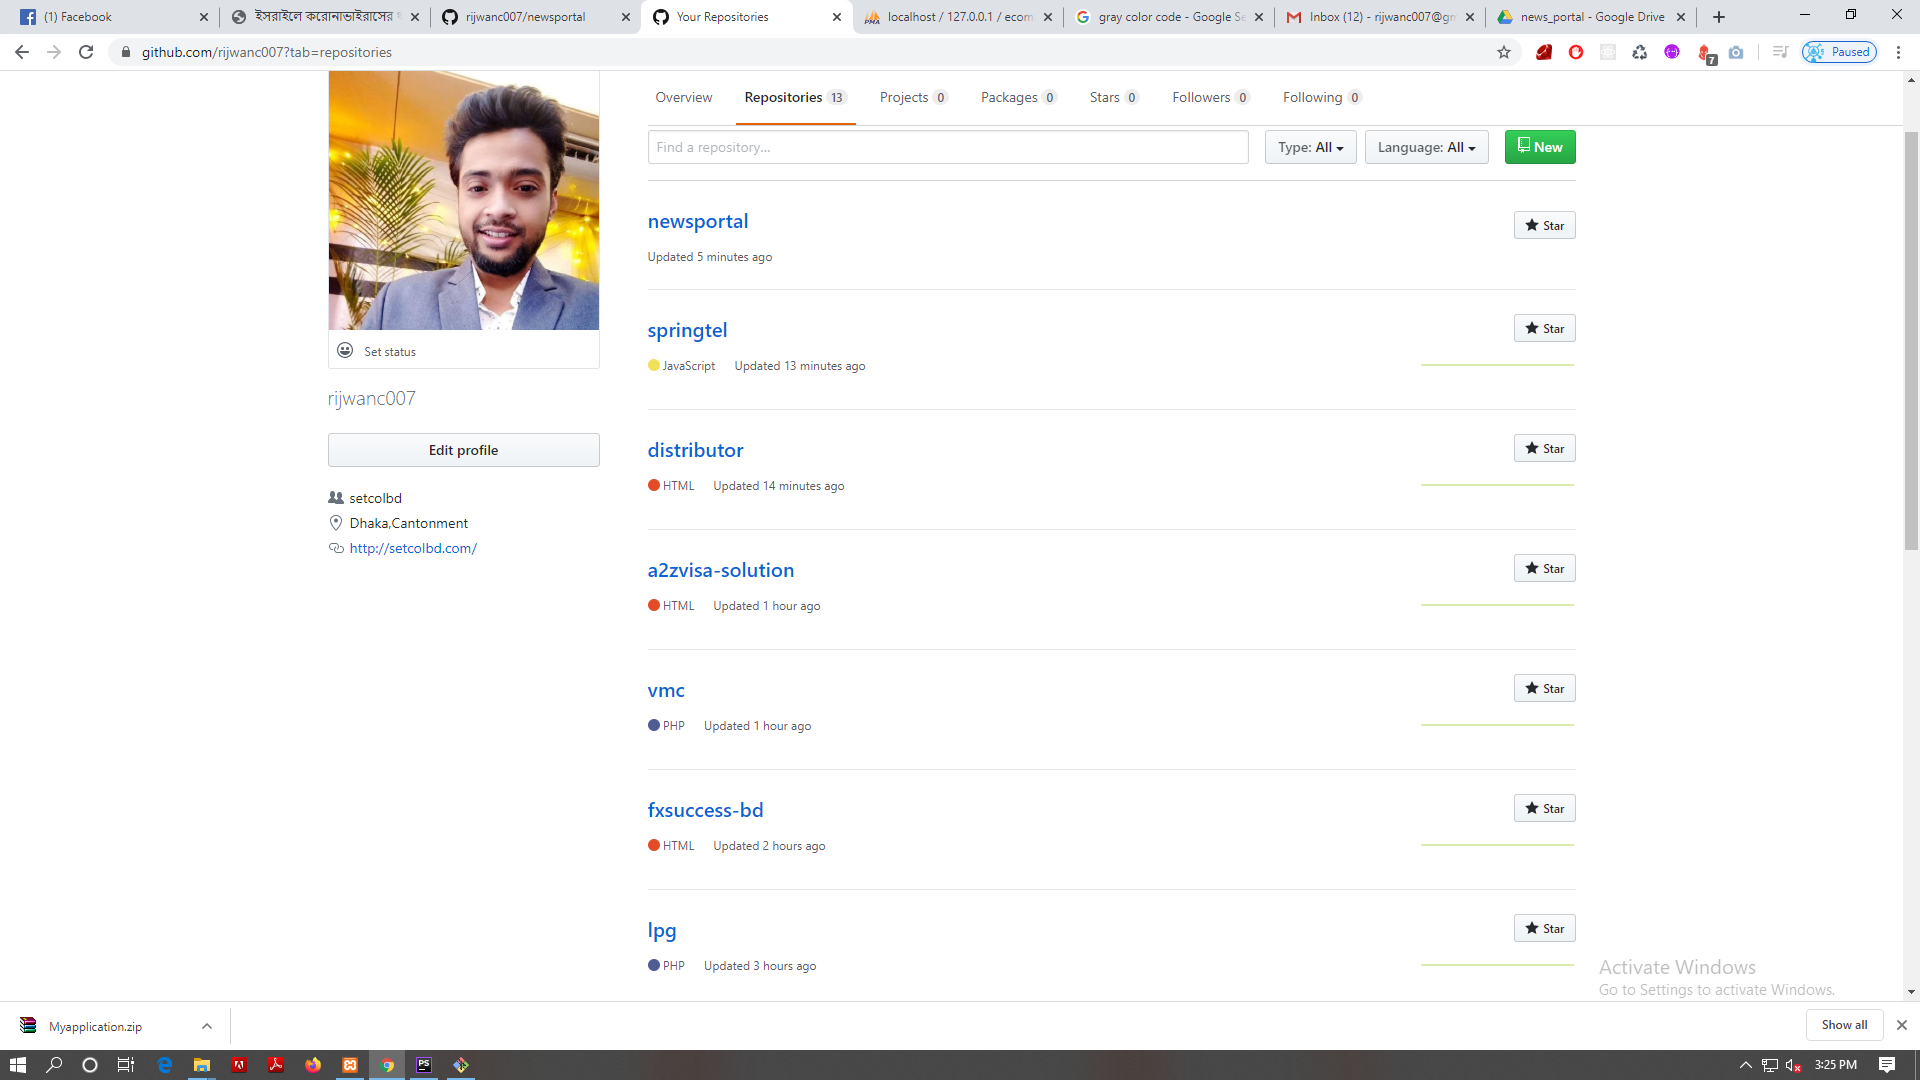 (1) Facebook
ইসরাইলে করোনাভাইরাসের
rijwanc007/newsportal
Your Repositories
localhost / 127.0.0.1 / ecom
gray color code - Google Se
Inbox (12) - rijwanc007@gm
news_portal - Google Drive
github.com/rijwanc007?tab=repositories
7
Paused
Overview
Repositories 13
Projects 0
Packages 0
Stars 0
Followers 0
Following 0
Find a repository...
Type: All
Language: All
New
Set status
rijwanc007
Edit profile
setcolbd
Dhaka,Cantonment
http://setcolbd.com/
newsportal
Star
Updated 5 minutes ago
springtel
Star
JavaScript Updated 13 minutes ago
distributor
Star
HTML Updated 14 minutes ago
a2zvisa-solution
Star
HTML Updated 1 hour ago
vmc
Star
PHP Updated 1 hour ago
fxsuccess-bd
Star
HTML Updated 2 hours ago
lpg
Star
PHP Updated 3 hours ago
Activate Windows
Go to Settings to activate Windows.
Myapplication.zip
Show all
PS
3:25 PM